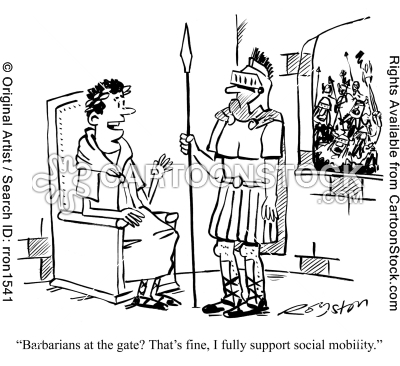 © Original Artist / Search ID: rron1541
Rights Available from CartoonStock.com
CARTOONSTOCK
.com
Royston
“Barbarians at the gate? That’s fine, I fully support social mobility.”